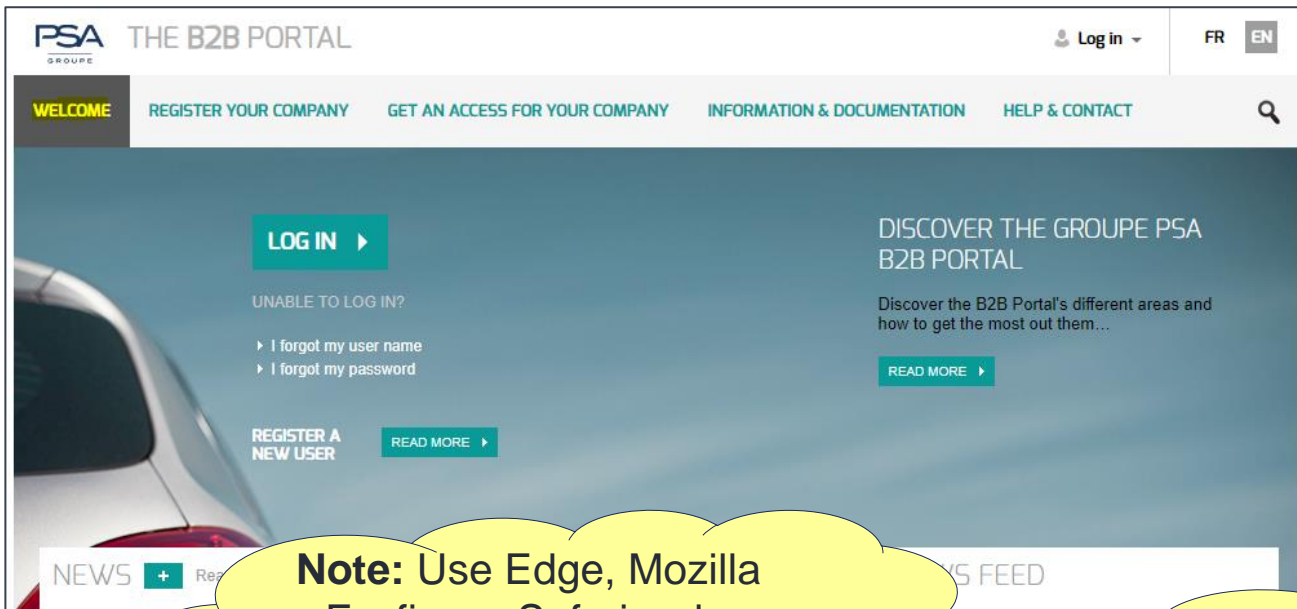 PSA THE B2B PORTAL Log in FR EN
GROUPE
WELCOME REGISTER YOUR COMPANY GET AN ACCESS FOR YOUR COMPANY INFORMATION & DOCUMENTATION HELP & CONTACT
LOG IN
UNABLE TO LOG IN?
I forgot my user name
I forgot my password
REGISTER A
NEW USER
READ MORE
DISCOVER THE GROUPE PSA
B2B PORTAL
Discover the B2B Portal's different areas and
how to get the most out them...
READ MORE
NEWS + FEED
Note: Use Edge, Mozilla